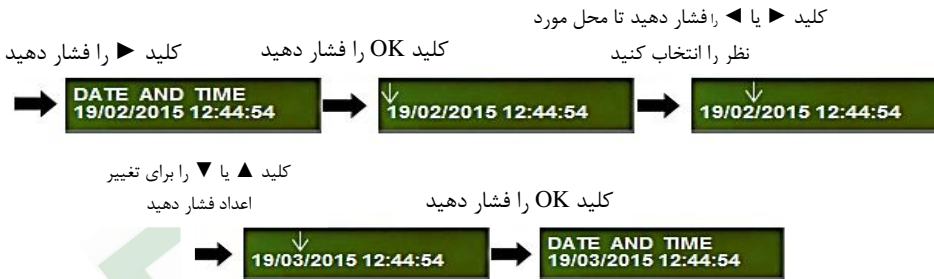 کلید ► یا ◄ را فشار دهید تا محل مورد
نظر را انتخاب کنید
کلید OK را فشار دهید
کلید ► را فشار دهید
DATE AND TIME
19/02/2015 12:44:54
19/02/2015 12:44:54
19/02/2015 12:44:54
کلید ▲ یا ▼ را برای تغییر
اعداد فشار دهید
کلید OK را فشار دهید
19/03/2015 12:44:54
DATE AND TIME
19/03/2015 12:44:54